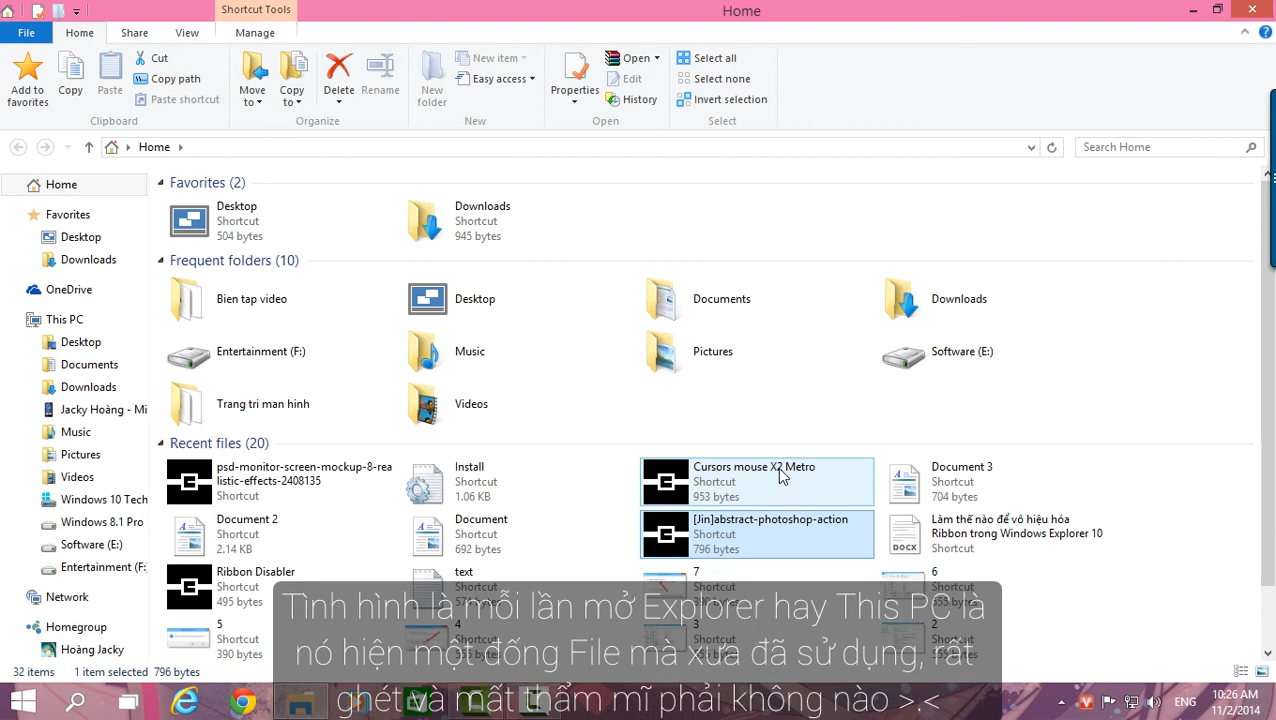 Shortcut Tools
Home
File
Home
Share
View
Manage
Add to favorites
Copy
Paste
Cut
Copy path
Paste shortcut
Clipboard
Move to
Copy to
Delete
Rename
Organize
New folder
New item
Easy access
New
Properties
Open
Edit
History
Open
Select all
Select none
Invert selection
Select
Home
Search Home
Home
Favorites
Desktop
Downloads
OneDrive
This PC
Desktop
Documents
Downloads
Jacky Hoàng - Mi
Music
Pictures
Videos
Windows 10 Tech
Windows 8.1 Pro
Software (E:)
Entertainment (F:
Network
Homegroup
Hoàng Jacky
Favorites (2)
Desktop
Shortcut
504 bytes
Downloads
Shortcut
945 bytes
Frequent folders (10)
Bien tap video
Desktop
Documents
Downloads
Entertainment (F:)
Music
Pictures
Software (E:)
Trang tri man hinh
Videos
Recent files (20)
psd-monitor-screen-mockup-8-rea
listic-effects-2408135
Shortcut
Install
Shortcut
1.06 KB
Cursors mouse X2 Metro
Shortcut
953 bytes
Document 3
Shortcut
704 bytes
Document 2
Shortcut
2.14 KB
Document
Shortcut
692 bytes
[Jin]abstract-photoshop-action
Shortcut
796 bytes
Làm thế nào để vô hiệu hóa
Ribbon trong Windows Explorer 10
Shortcut
DOCX
Ribbon Disabler
Shortcut
495 bytes
text
7
6
5
Shortcut
390 bytes
4
3
2
Tình hình là mỗi lần mở Explorer hay This PC là
nó hiện một đống File mà xưa đã sử dụng, rất
ghét và mất thẩm mĩ phải không nào >.<
32 items
1 item selected
796 bytes
ENG
10:26 AM
11/2/2014